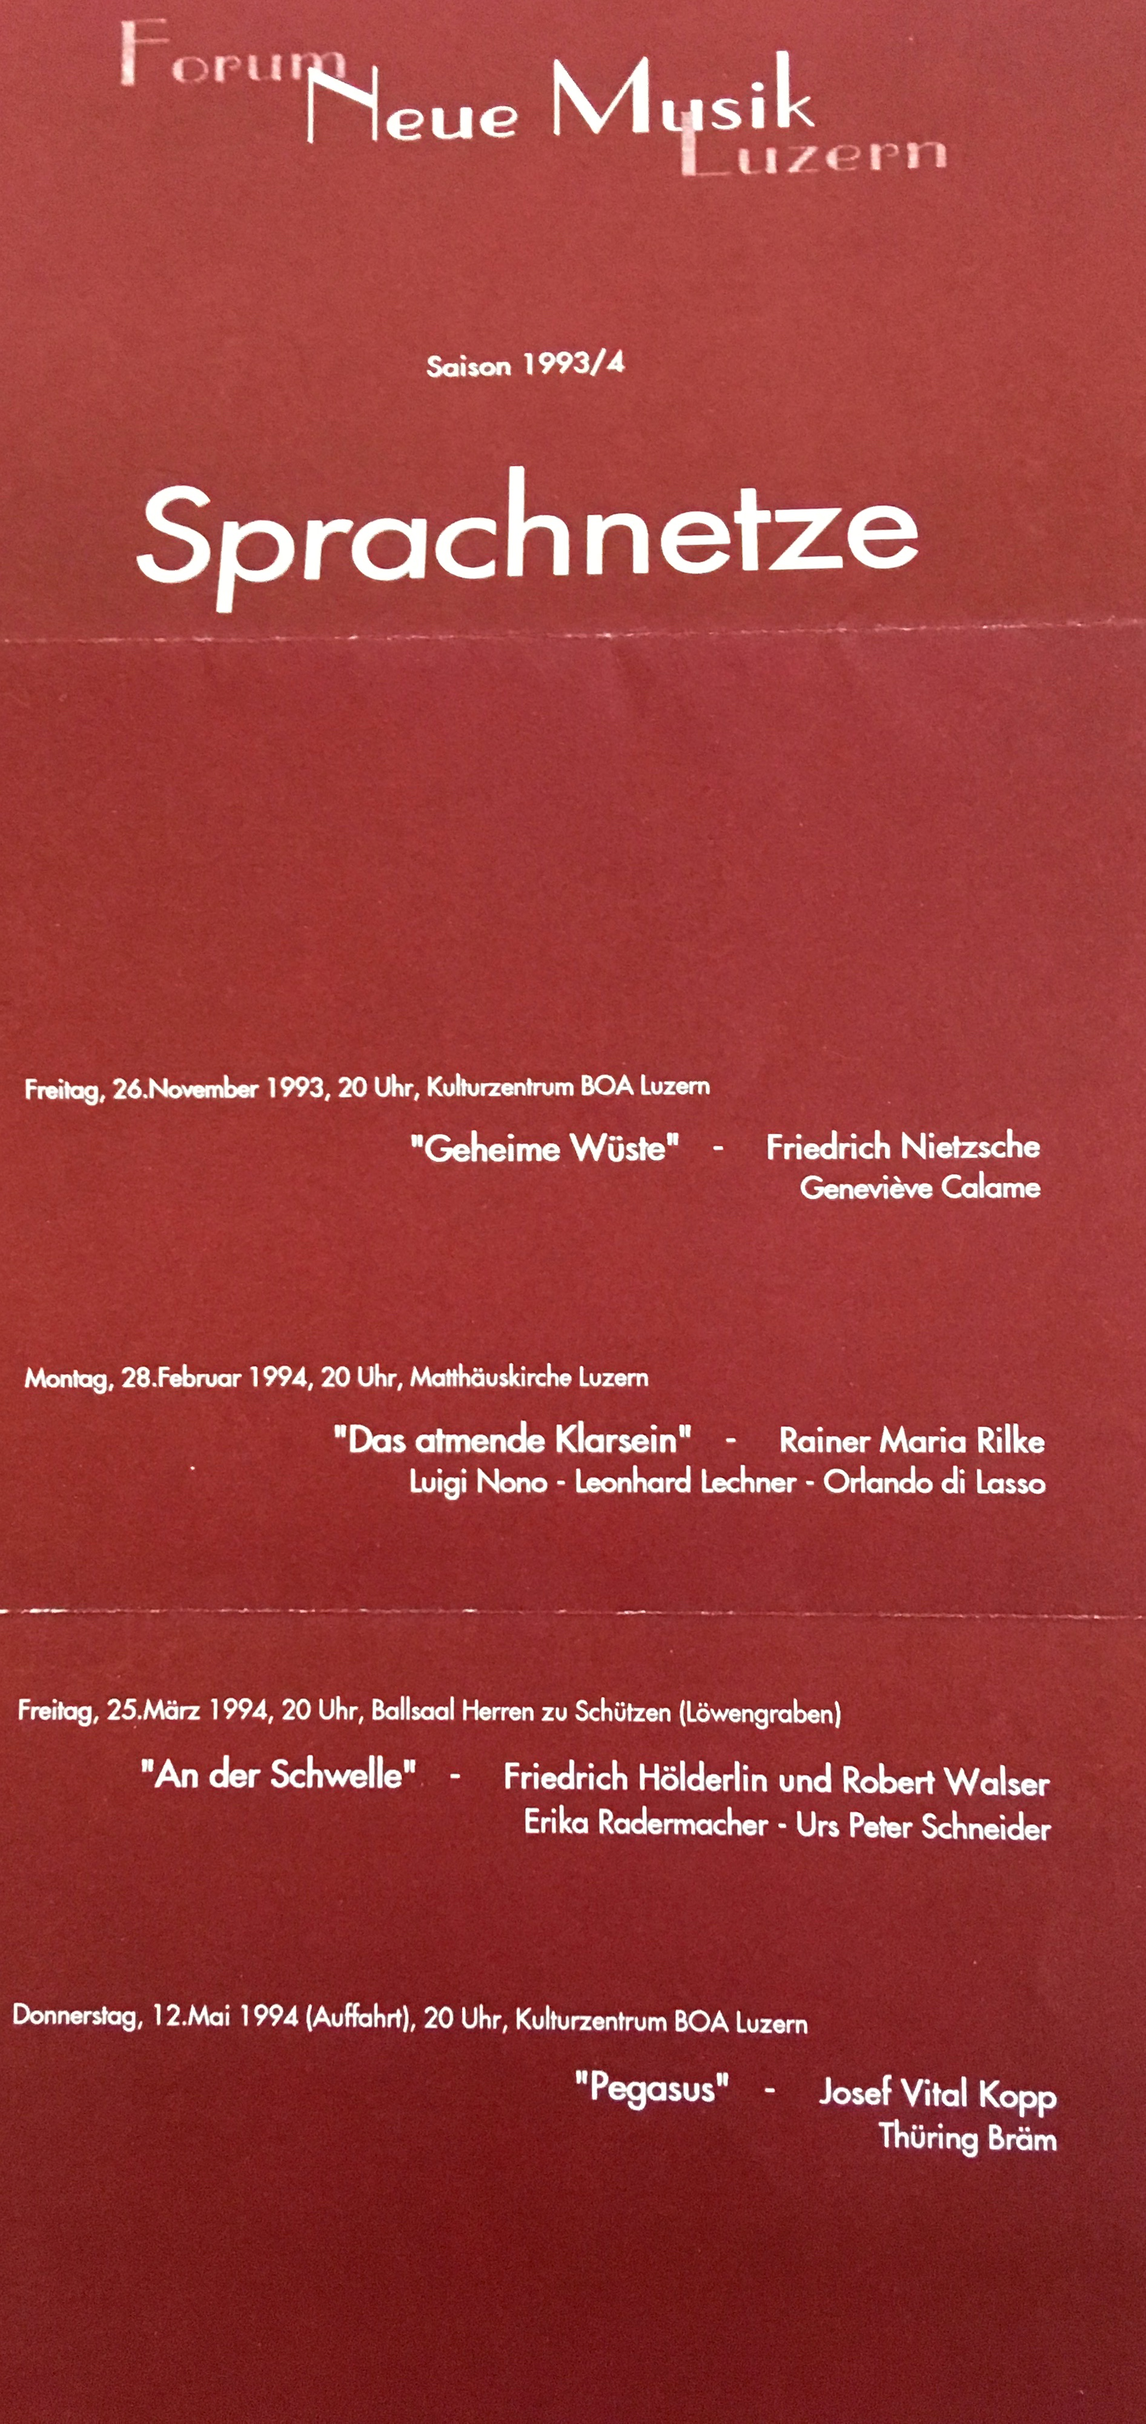 Forum
Neue Musik
Luzern
Saison 1993/4
Sprachnetze
Freitag, 26.November 1993, 20 Uhr, Kulturzentrum BOA Luzern
"Geheime Wüste" - Friedrich Nietzsche
Geneviève Calame
Montag, 28.Februar 1994, 20 Uhr, Matthäuskirche Luzern
"Das atmende Klarsein" - Rainer Maria Rilke
Luigi Nono - Leonhard Lechner - Orlando di Lasso
Freitag, 25.März 1994, 20 Uhr, Ballsaal Herren zu Schützen (Löwengraben)
"An der Schwelle" - Friedrich Hölderlin und Robert Walser
Erika Radermacher - Urs Peter Schneider
Donnerstag, 12.Mai 1994 (Auffahrt), 20 Uhr, Kulturzentrum BOA Luzern
"Pegasus" - Josef Vital Kopp
Thüring Bräm